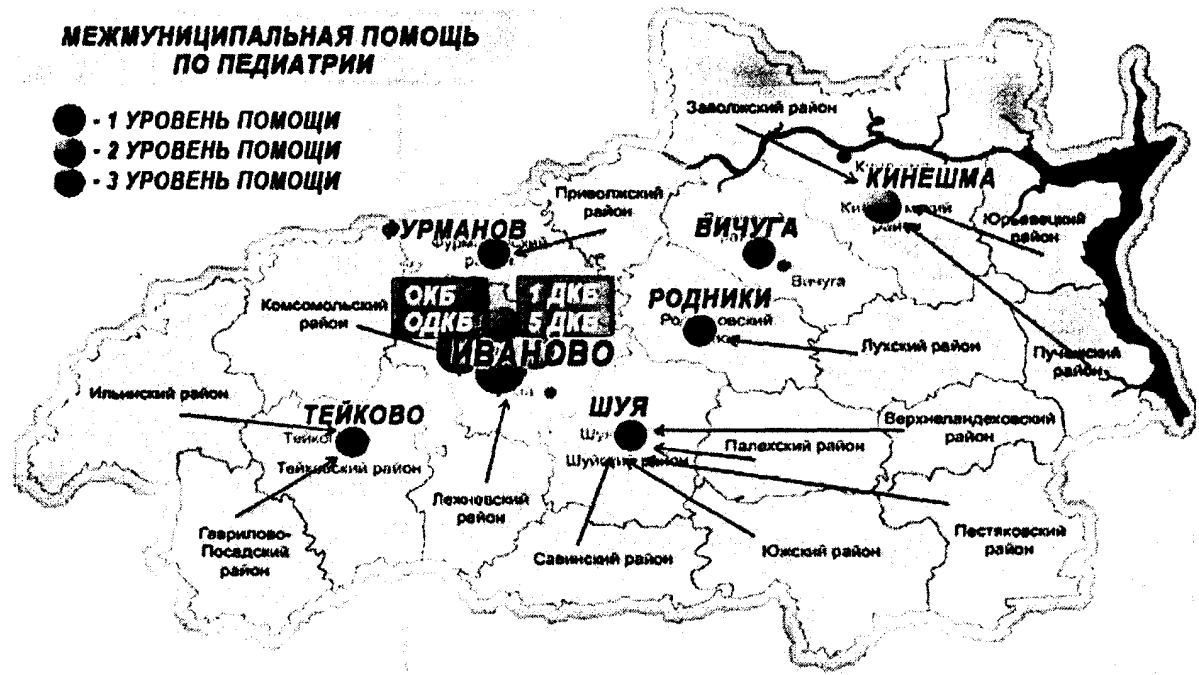 МЕЖМУНИЦИПАЛЬНАЯ ПОМОЩЬ
ПО ПЕДИАТРИИ
- 1 УРОВЕНЬ ПОМОЩИ
- 2 УРОВЕНЬ ПОМОЩИ
- 3 УРОВЕНЬ ПОМОЩИ
Заволжский район
КИНЕШМА
Приволжский
район
Юрьевецкий
район
ФУРМАНОВ
ВИЧУГА
Вичуга
ОКБ
ОДКБ
1 ДКБ
5 ДКБ
Комсомольский
район
ИВАНОВО
РОДНИКИ
Лухский район
Пучежский
район
Ильинский район
ТЕЙКОВО
Тейковский район
ШУЯ
Шуйский район
Верхнеландеховский
район
Палехский район
Лежневский
район
Гаврилово-
Посадский
район
Савинский район
Южский район
Пестяковский
район